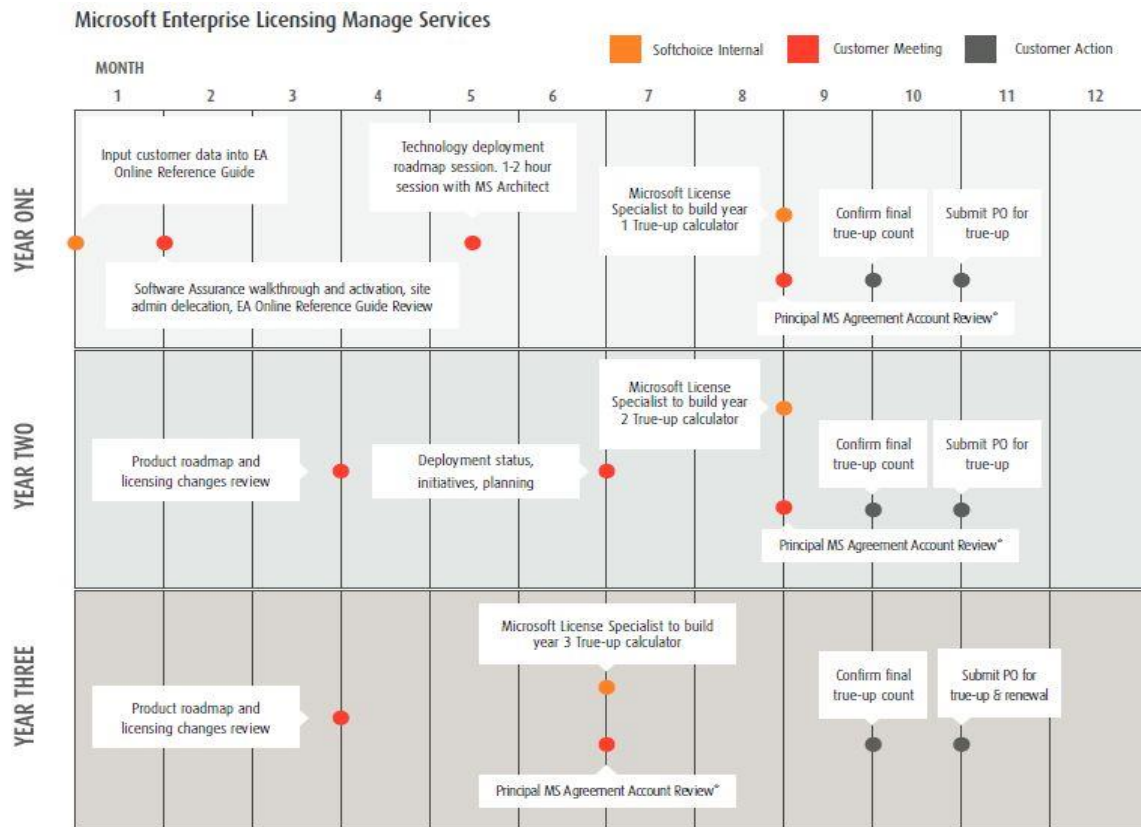 Microsoft Enterprise Licensing Manage Services
Softchoice Internal
Customer Meeting
Customer Action
MONTH
1 2 3 4 5 6 7 8 9 10 11 12
YEAR ONE
Input customer data into EA
Online Reference Guide
Technology deployment
roadmap session. 1-2 hour
session with MS Architect
Microsoft License
Specialist to build year
1 True-up calculator
Confirm final
true-up count
Submit PO for
true-up
Software Assurance walkthrough and activation, site
admin delecation, EA Online Reference Guide Review
Principal MS Agreement Account Review*
YEAR TWO
Microsoft License
Specialist to build year
2 True-up calculator
Product roadmap and
licensing changes review
Deployment status,
initiatives, planning
Confirm final
true-up count
Submit PO for
true-up
Principal MS Agreement Account Review*
YEAR THREE
Microsoft License Specialist to build
year 3 True-up calculator
Product roadmap and
licensing changes review
Confirm final
true-up count
Submit PO for
true-up & renewal
Principal MS Agreement Account Review*